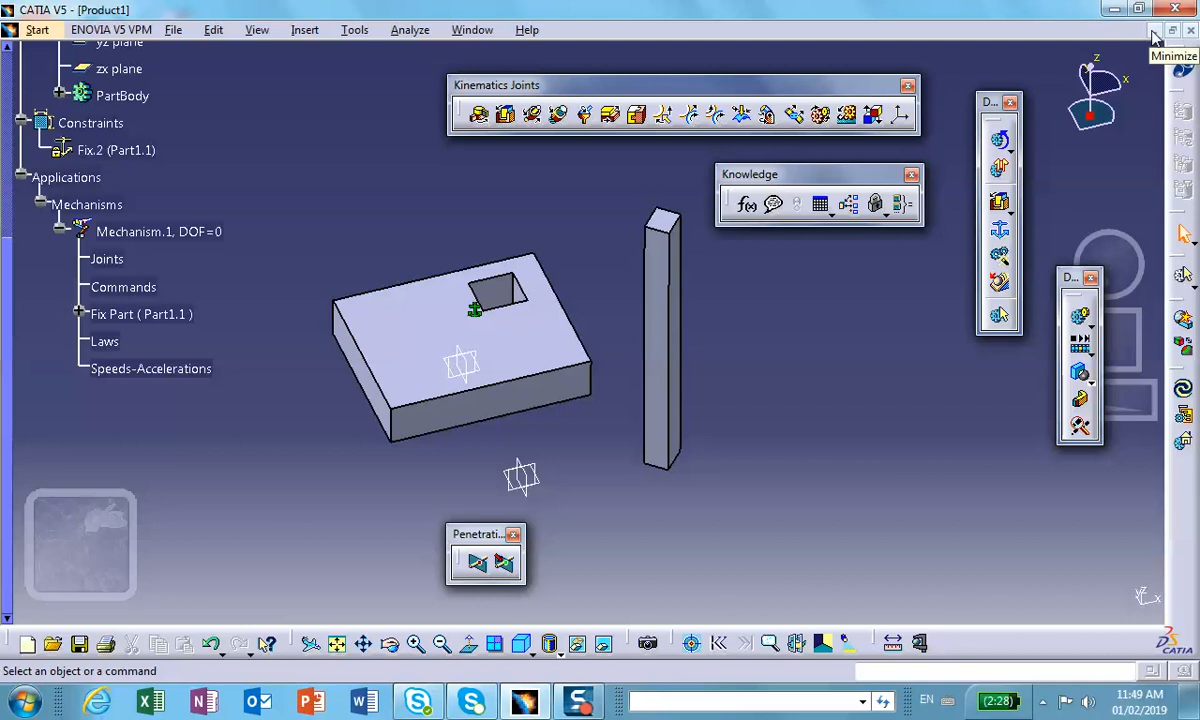 CATIA V5 - [Product1]
Start ENOVIA V5 VPM File Edit View Insert Tools Analyze Window Help
Minimize
yz plane
zx plane
PartBody
Constraints
Fix.2 (Part1.1)
Applications
Mechanisms
Mechanism.1, DOF=0
Joints
Commands
Fix Part ( Part1.1 )
Laws
Speeds-Accelerations
Kinematics Joints
Knowledge
f(x)
D...
D...
Penetrati...
z
x
Select an object or a command
CATIA
EN
(2:28)
11:49 AM
01/02/2019